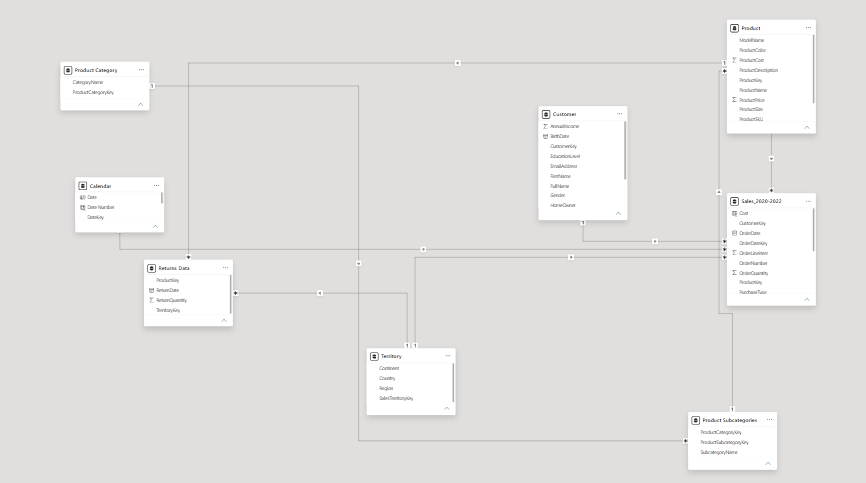 Product
ModelName
ProductColor
ProductCost
ProductDescription
ProductKey
ProductName
ProductPrice
ProductSize
ProductSKU
Product Category
CategoryName
ProductCategoryKey
Customer
AnnualIncome
BirthDate
CustomerKey
EducationLevel
EmailAddress
FirstName
FullName
Gender
HomeOwner
Calendar
Date
Date Number
DateKey
Sales_2020-2022
Cost
CustomerKey
OrderDate
OrderDateKey
OrderLineItem
OrderNumber
OrderQuantity
ProductKey
PurchaseType
Returns Data
ProductKey
ReturnDate
ReturnQuantity
TerritoryKey
Territory
Continent
Country
Region
SalesTerritoryKey
Product Subcategories
ProductCategoryKey
ProductSubcategoryKey
SubcategoryName